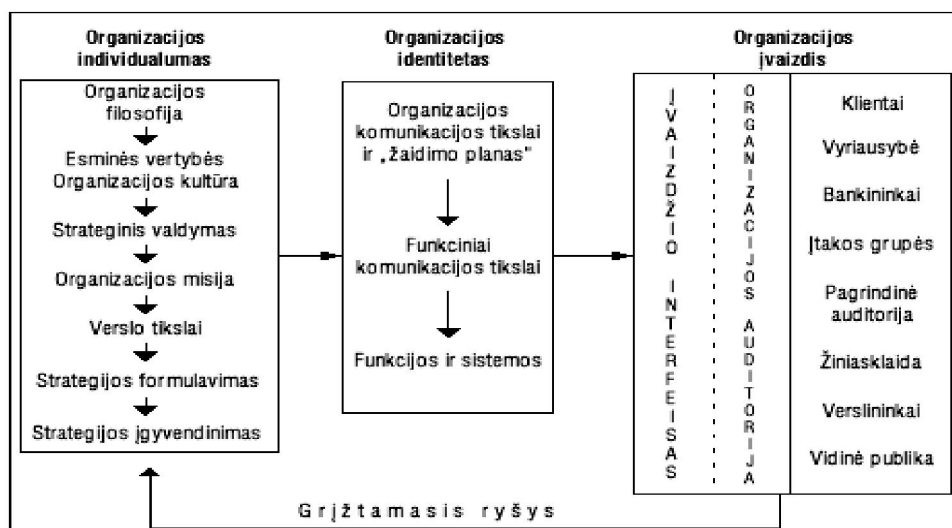 Organizacijos
individualumas
Organizacijos
filosofija
Esminės vertybės
Organizacijos kultūra
Strateginis valdymas
Organizacijos misija
Verslo tikslai
Strategijos formulavimas
Strategijos įgyvendinimas
Organizacijos
identitetas
Organizacijos
komunikacijos tikslai
ir „žaidimo planas"
Funkciniai
komunikacijos tikslai
Funkcijos ir sistemos
Organizacijos
įvaizdis
ĮVAIZDŽIO INTERFEISAS
ORGANIZACIJOS AUDITORIJA
Klientai
Vyriausybė
Bankininkai
Įtakos grupės
Pagrindinė
auditorija
Žiniasklaida
Verslininkai
Vidinė publika
Grįžtamasis ryšys